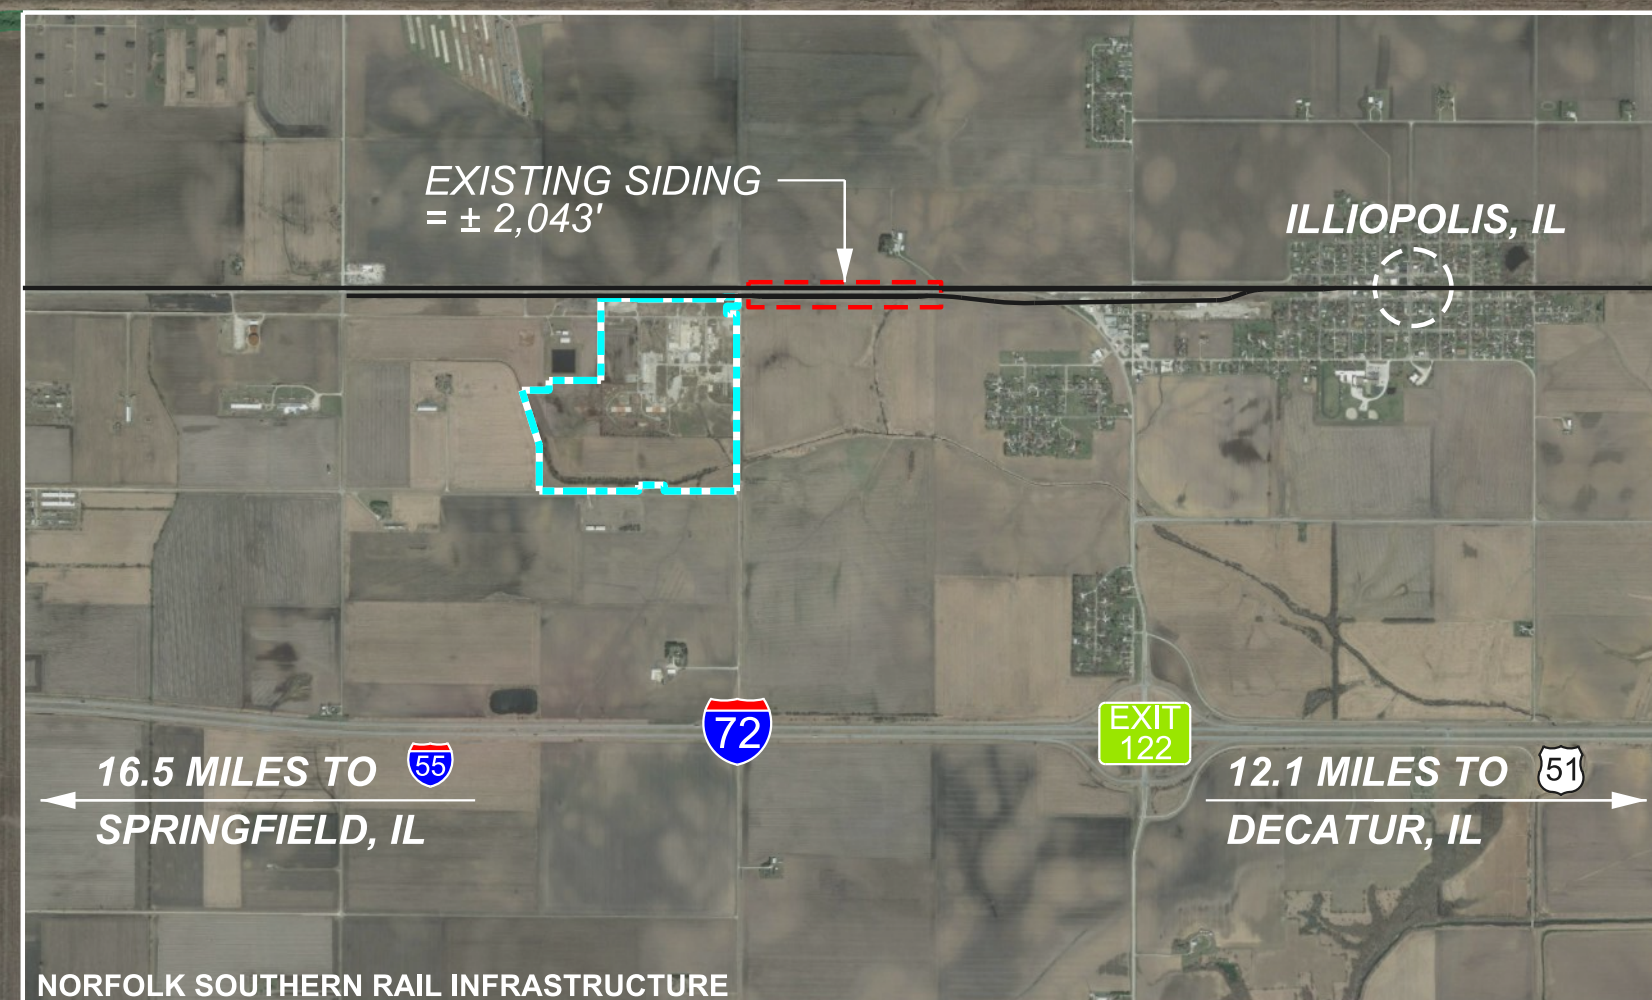 EXISTING SIDING
= ± 2,043'
ILLIOPOLIS, IL
72
EXIT
122
16.5 MILES TO 55
SPRINGFIELD, IL
12.1 MILES TO 51
DECATUR, IL
NORFOLK SOUTHERN RAIL INFRASTRUCTURE